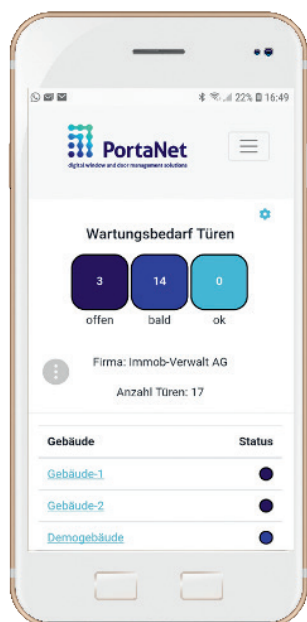 22% 16:49
PortaNet
digital window and door management solutions
Wartungsbedarf Türen
3 14 0
offen bald ok
Firma: Immob-Verwalt AG
Anzahl Türen: 17
Gebäude Status
Gebäude-1
Gebäude-2
Demogebäude